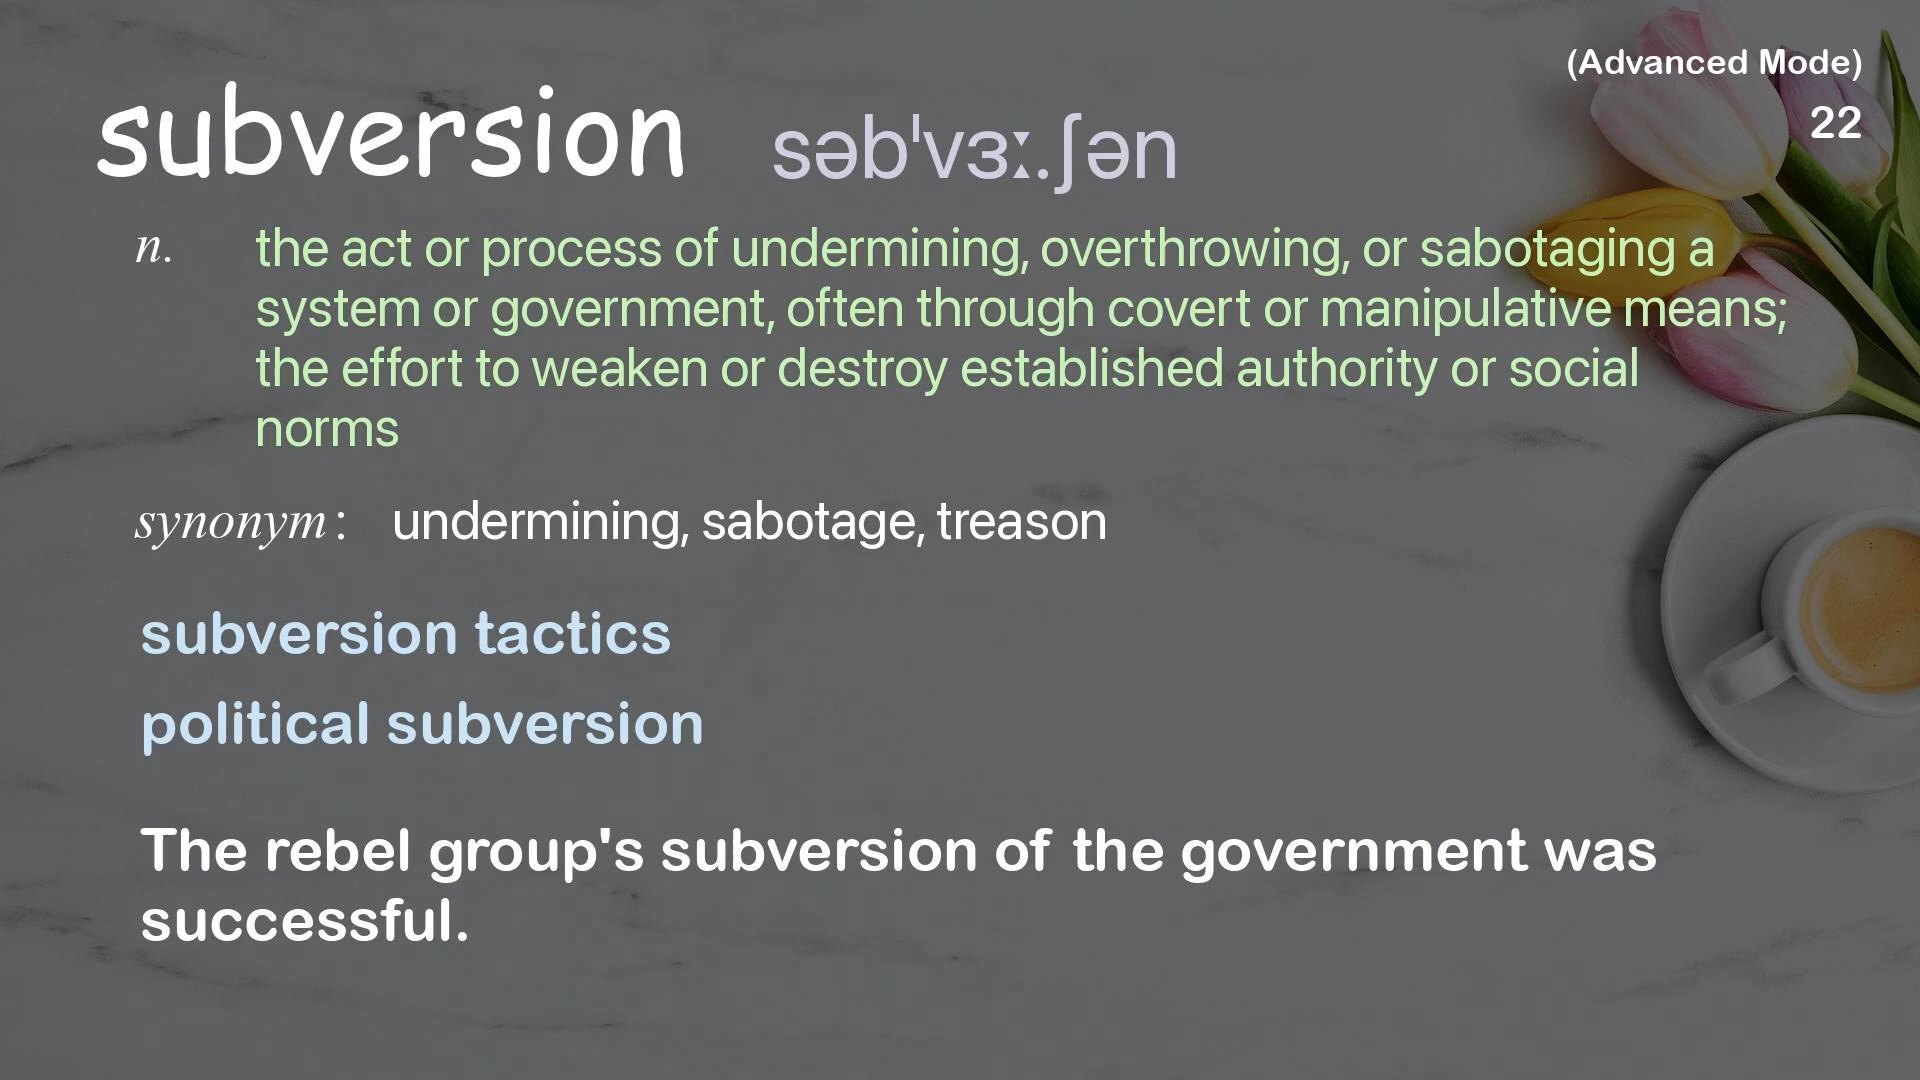 (Advanced Mode)
22
subversion səbˈvɜː.ʃən
n. the act or process of undermining, overthrowing, or sabotaging a
system or government, often through covert or manipulative means;
the effort to weaken or destroy established authority or social
norms
synonym: undermining, sabotage, treason
subversion tactics
political subversion
The rebel group's subversion of the government was
successful.